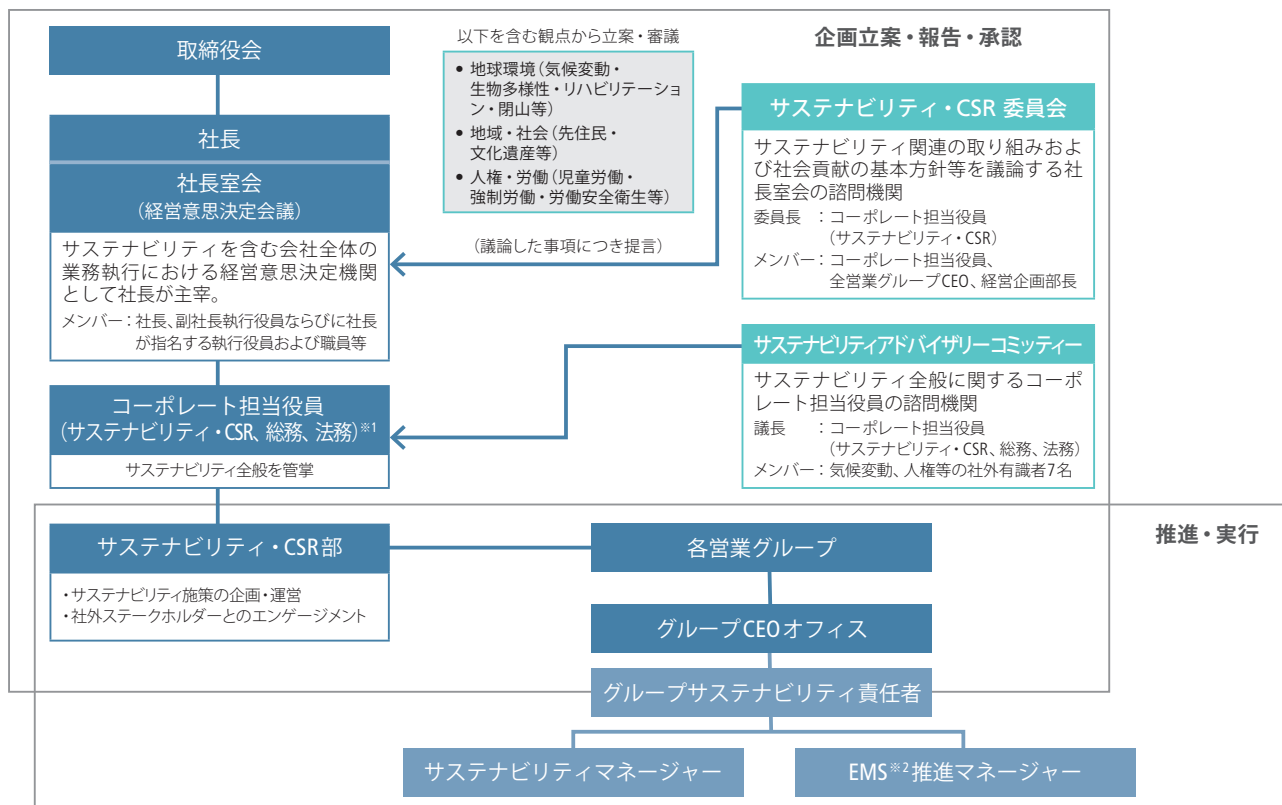 取締役会
社長
社長室会
(経営意思決定会議)
サステナビリティを含む会社全体の
業務執行における経営意思決定機関
として社長が主宰。
メンバー:社長、副社長執行役員ならびに社長
が指名する執行役員および職員等
コーポレート担当役員
(サステナビリティ・CSR、総務、法務)※1
サステナビリティ全般を管掌
以下を含む観点から立案・審議
• 地球環境(気候変動・
生物多様性・リハビリテーショ
ン・閉山等)
• 地域・社会(先住民・
文化遺産等)
• 人権・労働(児童労働・
強制労働・労働安全衛生等)
(議論した事項につき提言)
企画立案・報告・承認
サステナビリティ・CSR 委員会
サステナビリティ関連の取り組みおよ
び社会貢献の基本方針等を議論する社
長室会の諮問機関
委員長 :コーポレート担当役員
(サステナビリティ・CSR)
メンバー:コーポレート担当役員、
全営業グループCEO、経営企画部長
サステナビリティアドバイザリーコミッティー
サステナビリティ全般に関するコーポ
レート担当役員の諮問機関
議長 :コーポレート担当役員
(サステナビリティ・CSR、総務、法務)
メンバー:気候変動、人権等の社外有識者7名
推進・実行
サステナビリティ・CSR部
・サステナビリティ施策の企画・運営
・社外ステークホルダーとのエンゲージメント
各営業グループ
グループCEOオフィス
グループサステナビリティ責任者
サステナビリティマネージャー
EMS※2推進マネージャー